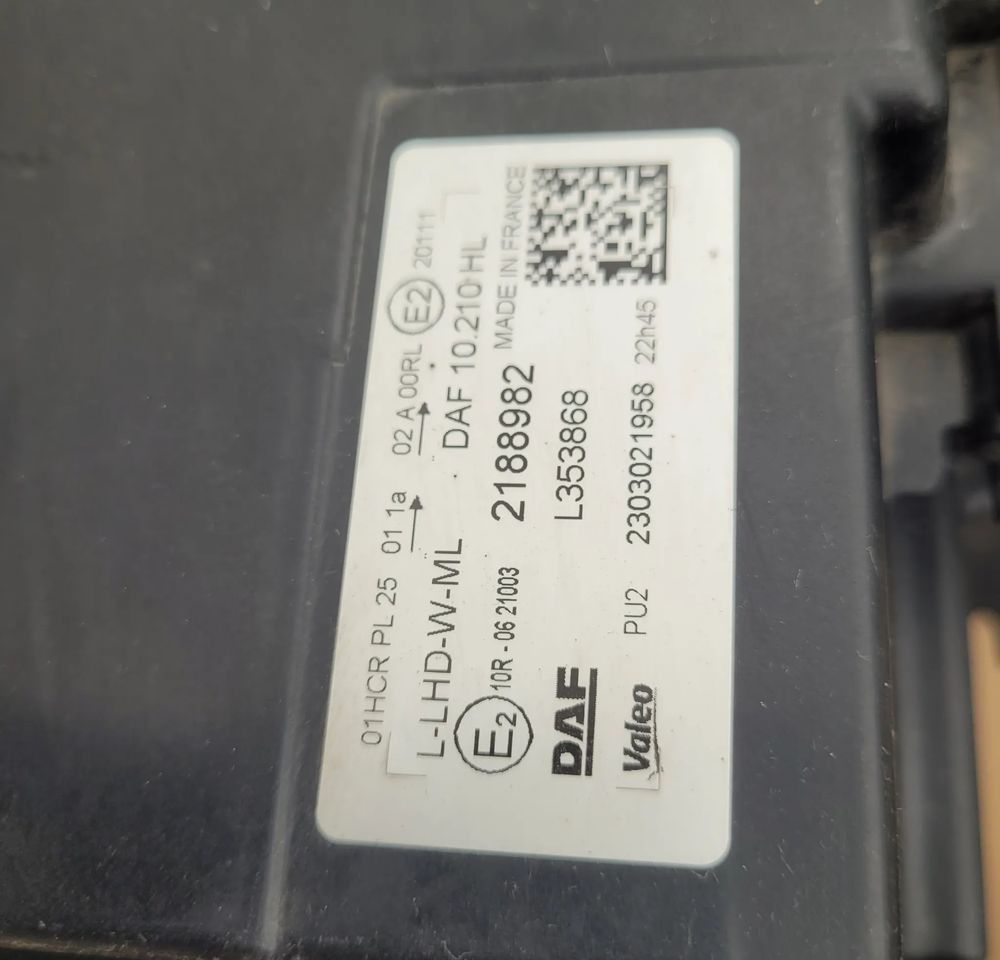 01HCR PL 25 01 1a 02 A 00RL E2 201111
L-LHD-W-ML DAF 10.210 HL
E2 10R - 06 21003 2188982 MADE IN FRANCE
DAF L353868
Valeo PU2 2303021958 22h45